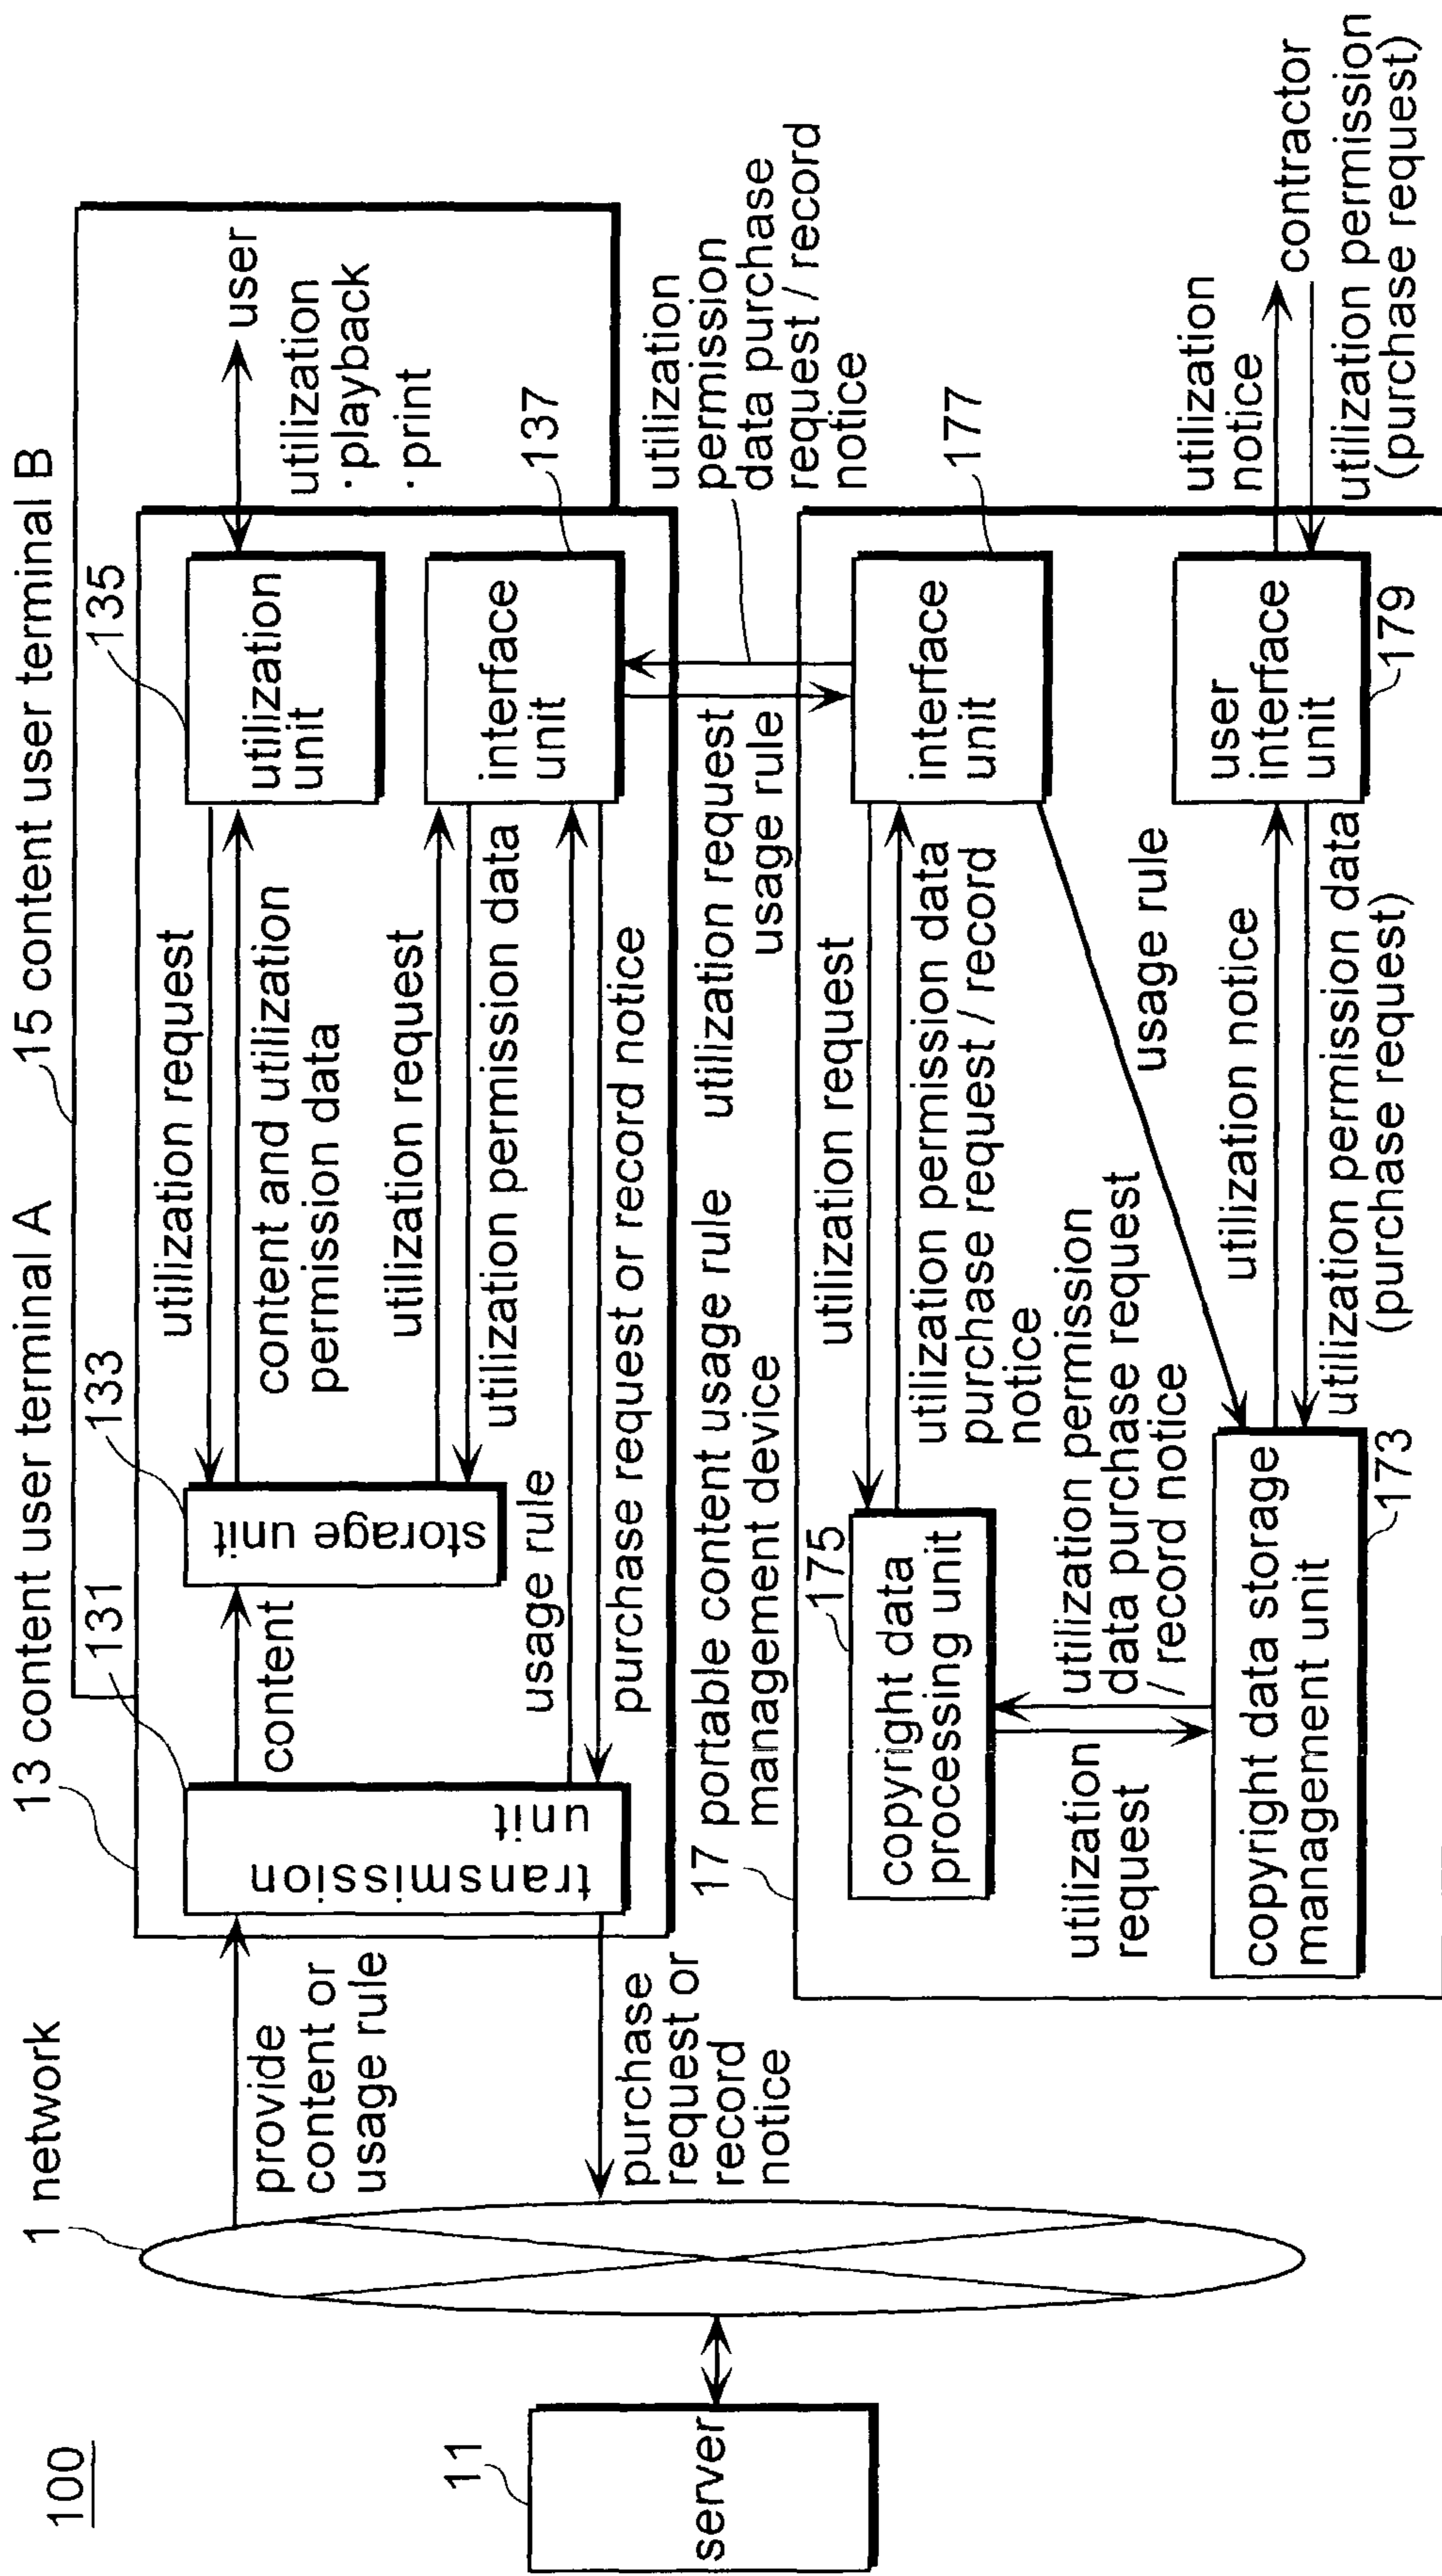 100
11
server
1 network
provide
content or
usage rule
purchase
request or
record
notice
13 content user terminal A
15 content user terminal B
131
transmission
unit
content
133
storage unit
utilization request
content and utilization
permission data
135
utilization
unit
user
utilization
·playback
·print
utilization request
utilization permission data
usage rule
purchase request or record notice
137
interface
unit
utilization request
usage rule
utilization
permission
data purchase
request / record
notice
17 portable content usage rule
management device
175
copyright data
processing unit
utilization request
utilization permission data
purchase request / record
notice
177
interface
unit
usage rule
utilization
request
utilization permission
data purchase request
/ record notice
173
copyright data storage
management unit
utilization notice
utilization permission data
(purchase request)
179
user
interface
unit
utilization
notice
contractor
utilization permission
(purchase request)